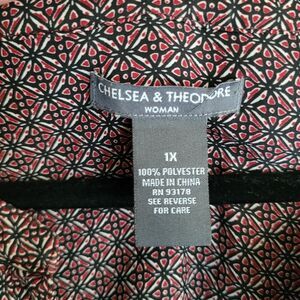 CHELSEA & THEODORE
WOMAN
1X
100% POLYESTER
MADE IN CHINA
RN 93178
SEE REVERSE
FOR CARE